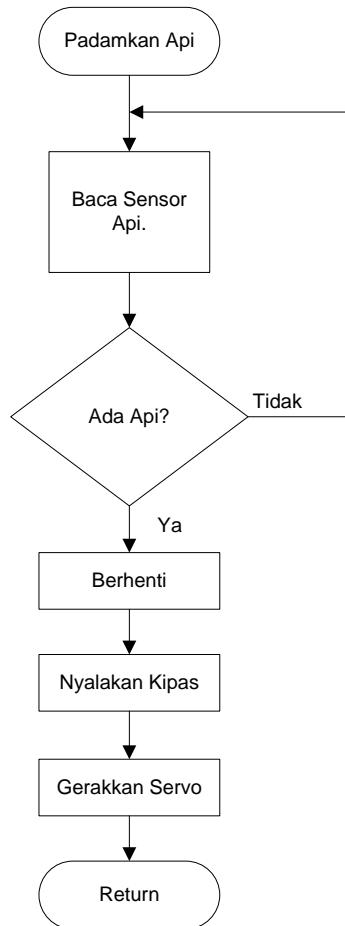 Padamkan Api
Baca Sensor
Api.
Ada Api?
Tidak
Ya
Berhenti
Nyalakan Kipas
Gerakkan Servo
Return